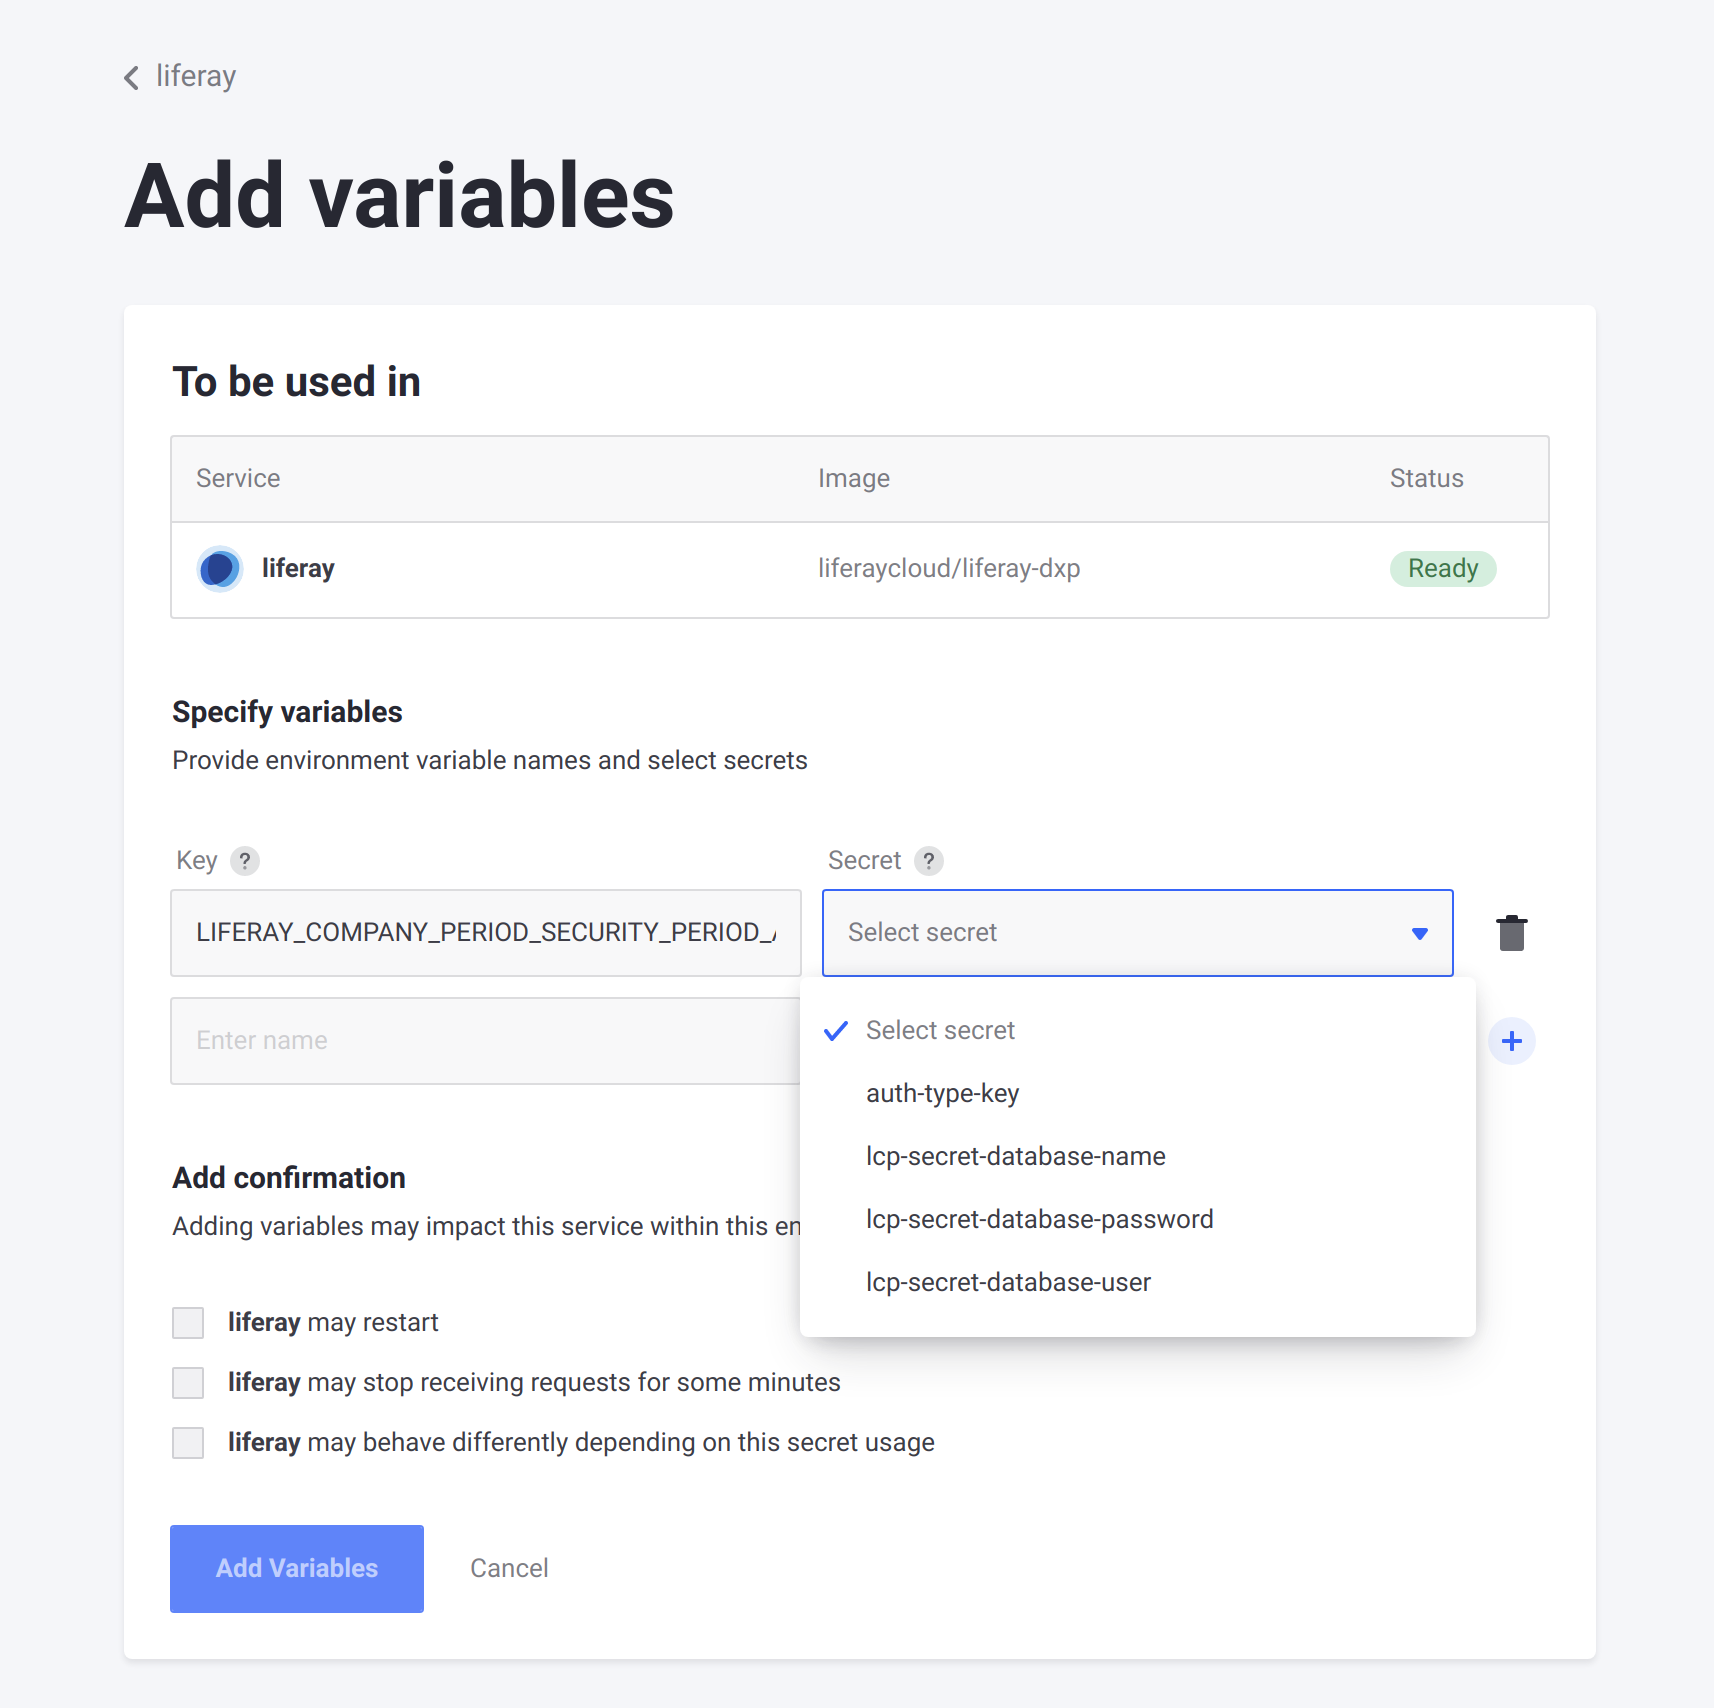 liferay
Add variables
To be used in
Service Image Status
liferay liferaycloud/liferay-dxp Ready
Specify variables
Provide environment variable names and select secrets
Key ? Secret ?
LIFERAY_COMPANY_PERIOD_SECURITY_PERIOD_ Select secret
Enter name
Select secret
auth-type-key
lcp-secret-database-name
lcp-secret-database-password
lcp-secret-database-user
Add confirmation
Adding variables may impact this service within this en
liferay may restart
liferay may stop receiving requests for some minutes
liferay may behave differently depending on this secret usage
Add Variables Cancel